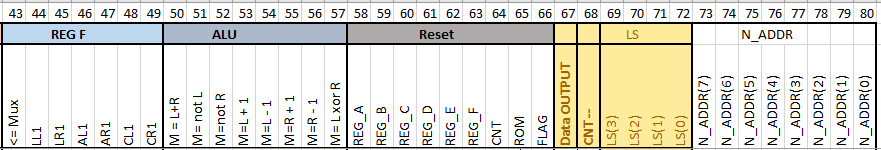 43 44 45 46 47 48 49 50 51 52 53 54 55 56 57 58 59 60 61 62 63 64 65 66 67 68 69 70 71 72 73 74 75 76 77 78 79 80
REG F ALU Reset LS N_ADDR
<= Mux
LL1
LR1
AL1
AR1
CL1
CR1
M = L+R
M= not L
M=not R
M=L + 1
M=L - 1
M=R + 1
M=R - 1
M= L xor R
REG_A
REG_B
REG_C
REG_D
REG_E
REG_F
CNT
ROM
FLAG
Data OUTPUT
CNT--
LS(3)
LS(2)
LS(1)
LS(0)
N_ADDR(7)
N_ADDR(6)
N_ADDR(5)
N_ADDR(4)
N_ADDR(3)
N_ADDR(2)
N_ADDR(1)
N_ADDR(0)